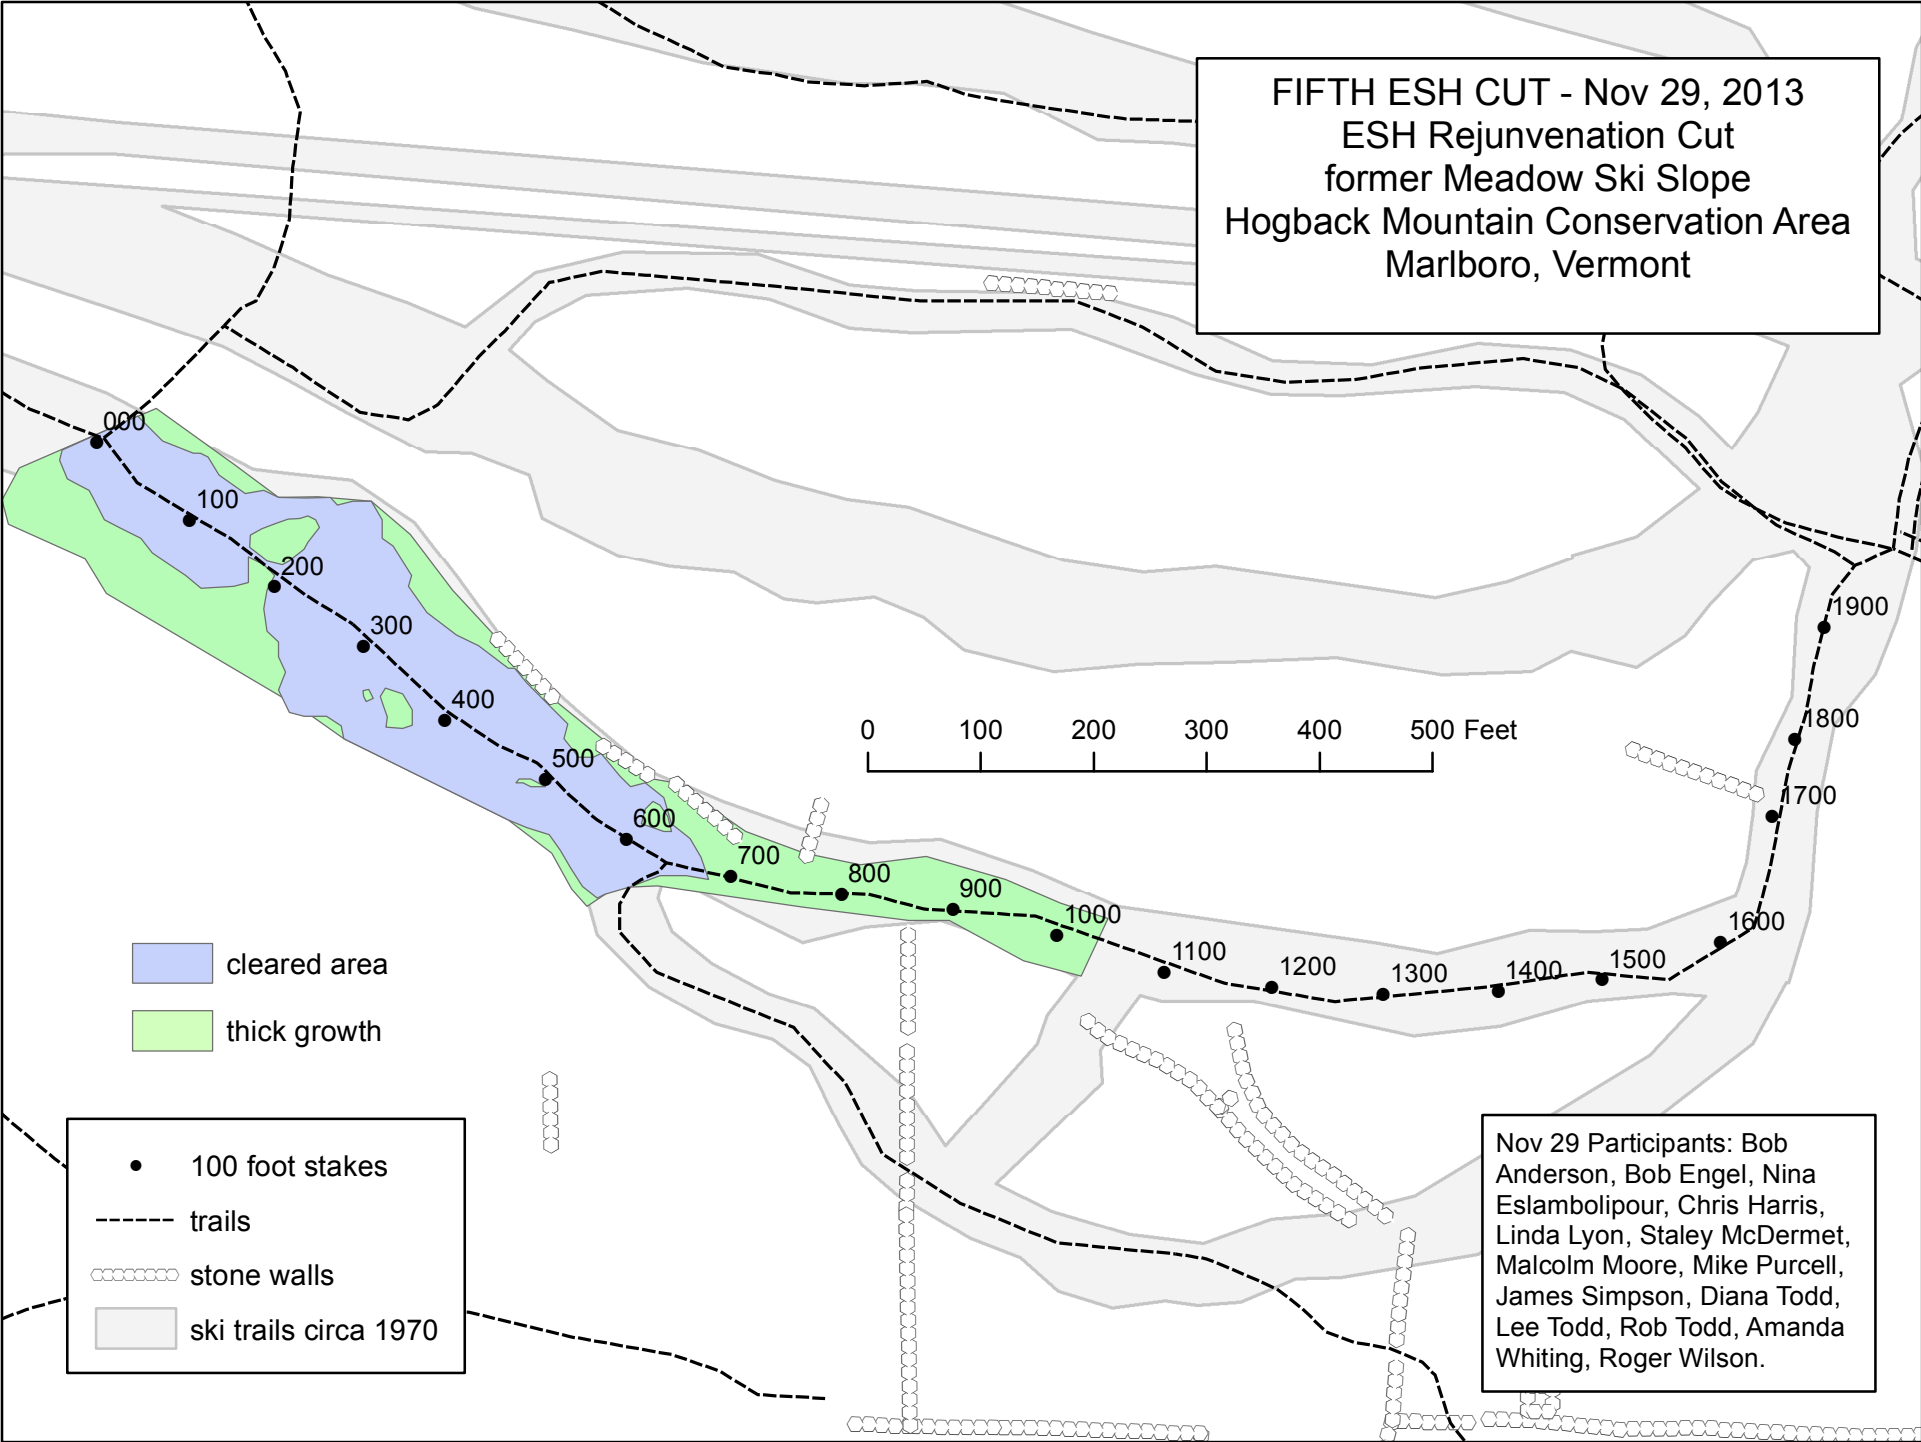 FIFTH ESH CUT - Nov 29, 2013
ESH Rejunvenation Cut
former Meadow Ski Slope
Hogback Mountain Conservation Area
Marlboro, Vermont
000
100
200
300
400
500
600
700
800
900
1000
1100
1200
1300
1400
1500
1600
1700
1800
1900
0 100 200 300 400 500 Feet
cleared area
thick growth
100 foot stakes
trails
stone walls
ski trails circa 1970
Nov 29 Participants: Bob
Anderson, Bob Engel, Nina
Eslambolipour, Chris Harris,
Linda Lyon, Staley McDermet,
Malcolm Moore, Mike Purcell,
James Simpson, Diana Todd,
Lee Todd, Rob Todd, Amanda
Whiting, Roger Wilson.